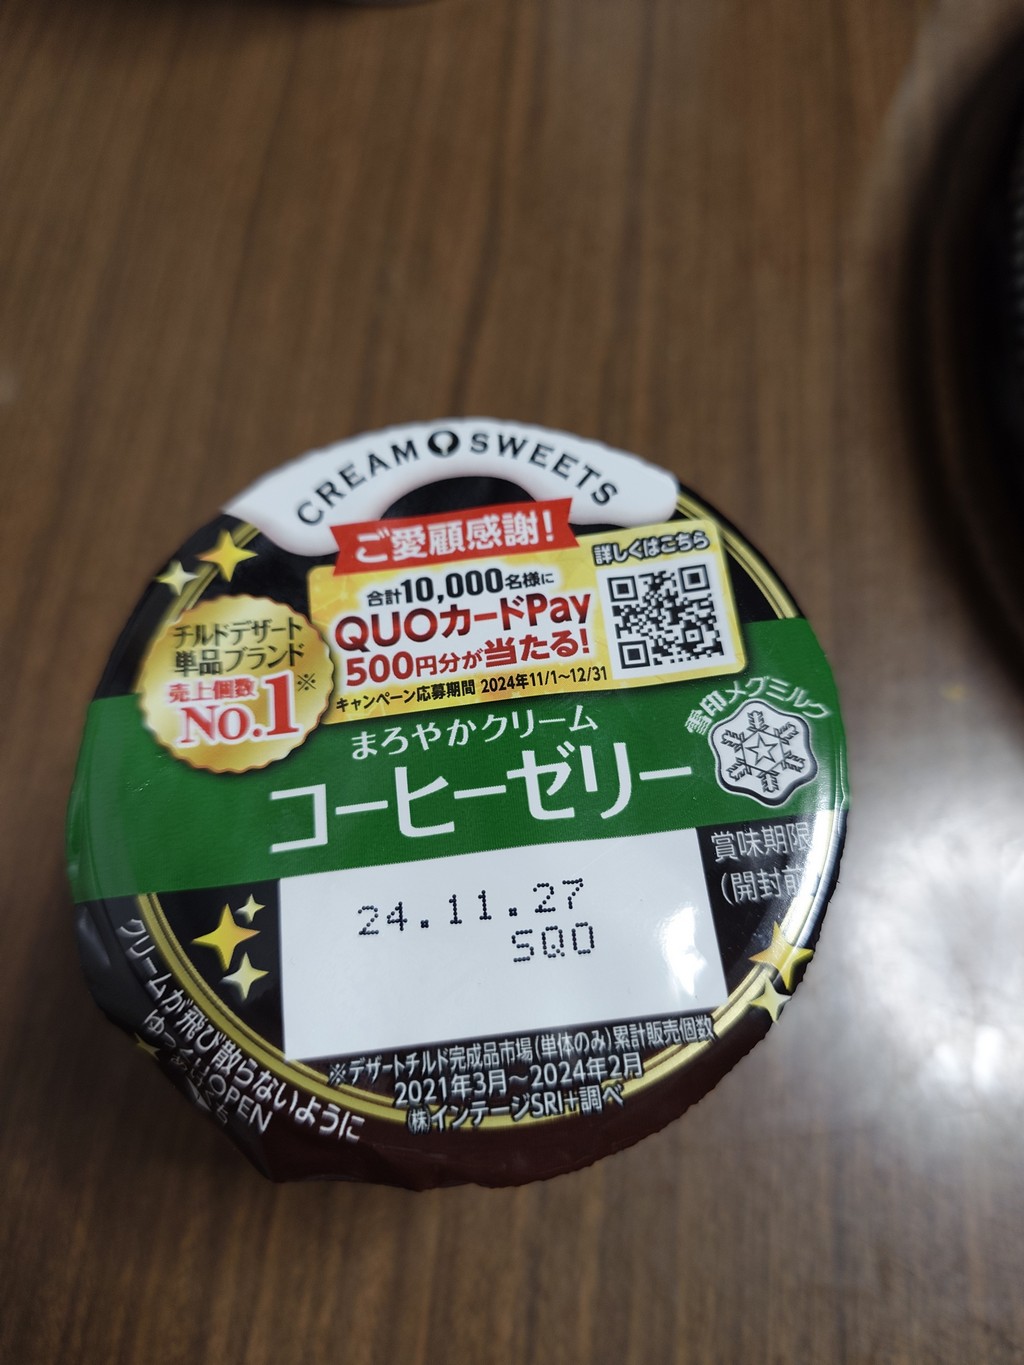 CREAM SWEETS
ご愛顧感謝!
合計10,000名様に
QUOカードPay
500円分が当たる!
キャンペーン応募期間 2024年11/1~12/31
詳しくはこちら
チルドデザート
単品ブランド
売上個数
No.1※
まろやかクリーム
コーヒーゼリー
雪印メグミルク
賞味期限
(開封前
24.11.27
SQO
※デザートチルド完成品市場(単体のみ)累計販売個数
2021年3月~2024年2月
㈱インテージSRI+調べ
クリームが飛び散らないように
OPEN